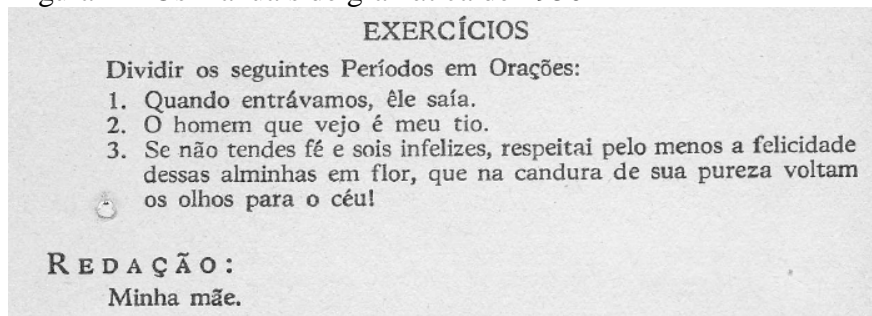 EXERCÍCIOS
Dividir os seguintes Períodos em Orações:
1. Quando entrávamos, êle saía.
2. O homem que vejo é meu tio.
3. Se não tendes fé e sois infelizes, respeitai pelo menos a felicidade
dessas alminhas em flor, que na candura de sua pureza voltam
os olhos para o céu!
REDAÇÃO:
Minha mãe.